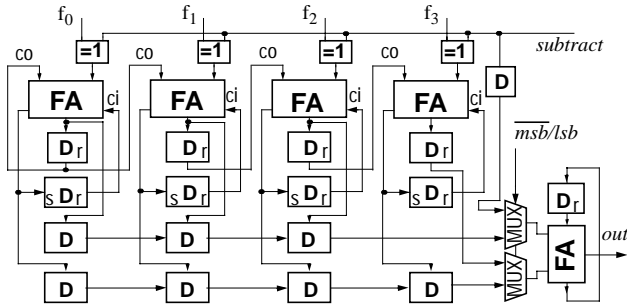 f0 f1 f2 f3
=1 =1 =1 =1 subtract
co co co co
FA ci FA ci FA ci FA ci D
Dr Dr Dr Dr msb/lsb
s Dr s Dr s Dr s Dr Dr
D D D MUX FA out
D D D D MUX